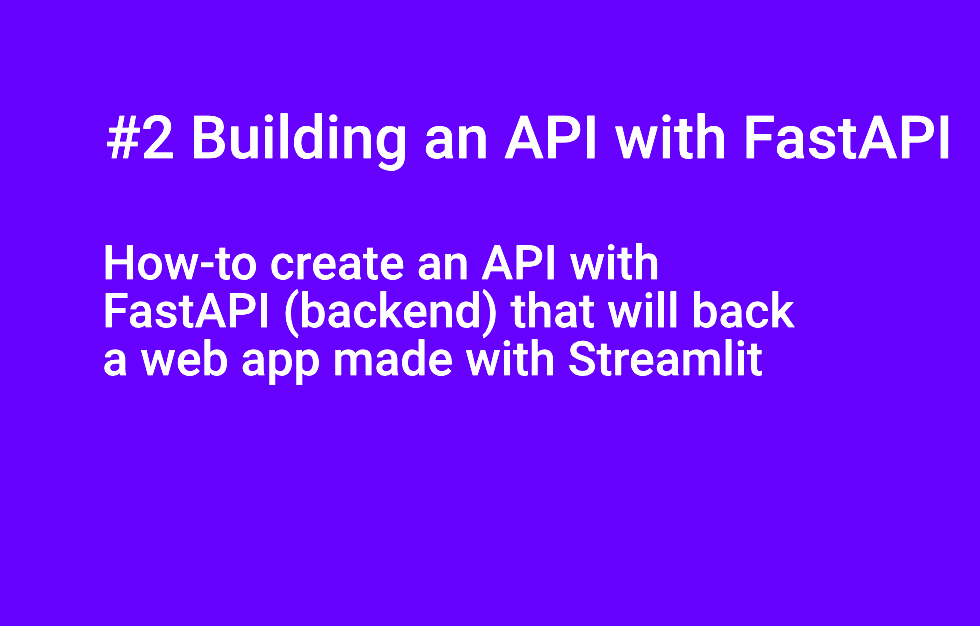 #2 Building an API with FastAPI
How-to create an API with
FastAPI (backend) that will back
a web app made with Streamlit